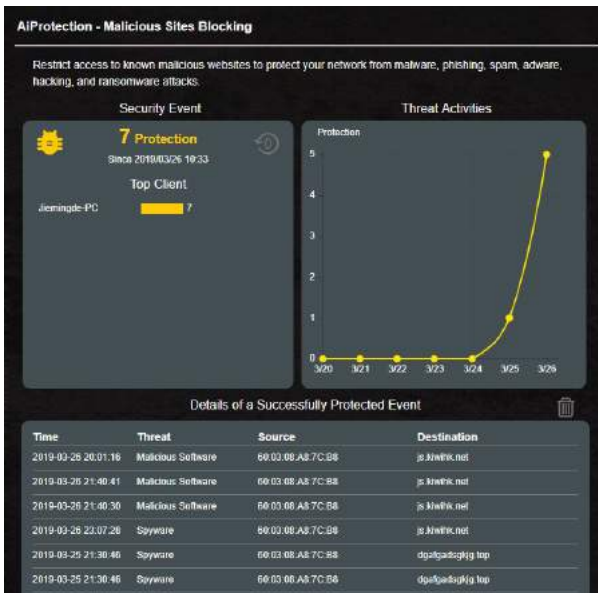 AiProtection - Malicious Sites Blocking
Restrict access to known malicious websites to protect your network from malware, phishing, spam, adware,
hacking, and ransomware attacks.
Security Event
7 Protection
Since 2019/03/26 10:33
Top Client
Jiemingde-PC 7
Threat Activities
Protection
5
4
3
2
1
0
3/20 3/21 3/22 3/23 3/24 3/25 3/26
Details of a Successfully Protected Event
Time Threat Source Destination
2019-03-26 20:01:16 Malicious Software 60:03:08:A8:7C:B8 js.kiwihk.net
2019-03-26 21:40:41 Malicious Software 60:03:08:A8:7C:B8 js.kiwihk.net
2019-03-26 21:40:30 Malicious Software 60:03:08:A8:7C:B8 js.kiwihk.net
2019-03-26 23:07:28 Spyware 60:03:08:A8:7C:B8 js.kiwihk.net
2019-03-25 21:30:46 Spyware 60:03:08:A8:7C:B8
2019-03-25 21:30:46 Spyware 60:03:08:A8:7C:B8